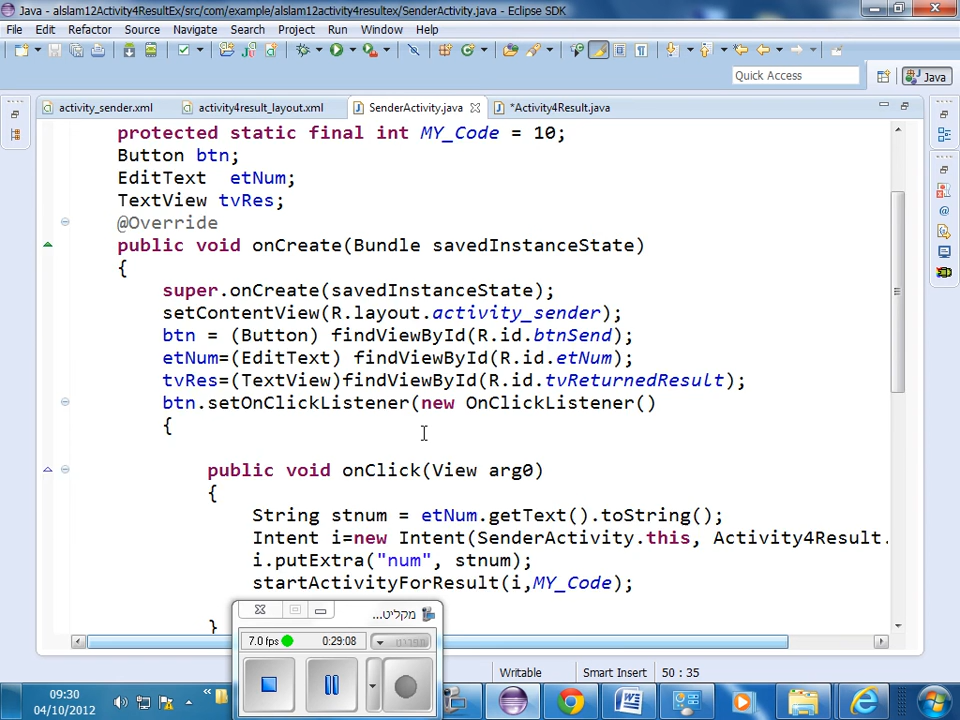 Java - alslam12Activity4ResultEx/src/com/example/alslam12activity4resultex/SenderActivity.java - Eclipse SDK
File Edit Refactor Source Navigate Search Project Run Window Help
Quick Access
Java
activity_sender.xml activity4result_layout.xml SenderActivity.java *Activity4Result.java
protected static final int MY_Code = 10;
Button btn;
EditText etNum;
TextView tvRes;
@Override
public void onCreate(Bundle savedInstanceState)
{
super.onCreate(savedInstanceState);
setContentView(R.layout.activity_sender);
btn = (Button) findViewById(R.id.btnSend);
etNum=(EditText) findViewById(R.id.etNum);
tvRes=(TextView)findViewById(R.id.tvReturnedResult);
btn.setOnClickListener(new OnClickListener()
{
public void onClick(View arg0)
{
String stnum = etNum.getText().toString();
Intent i=new Intent(SenderActivity.this, Activity4Result.
i.putExtra("num", stnum);
startActivityForResult(i,MY_Code);
}
מקליט...
7.0 fps 0:29:08 תפריט
Writable Smart Insert 50 : 35
09:30
04/10/2012